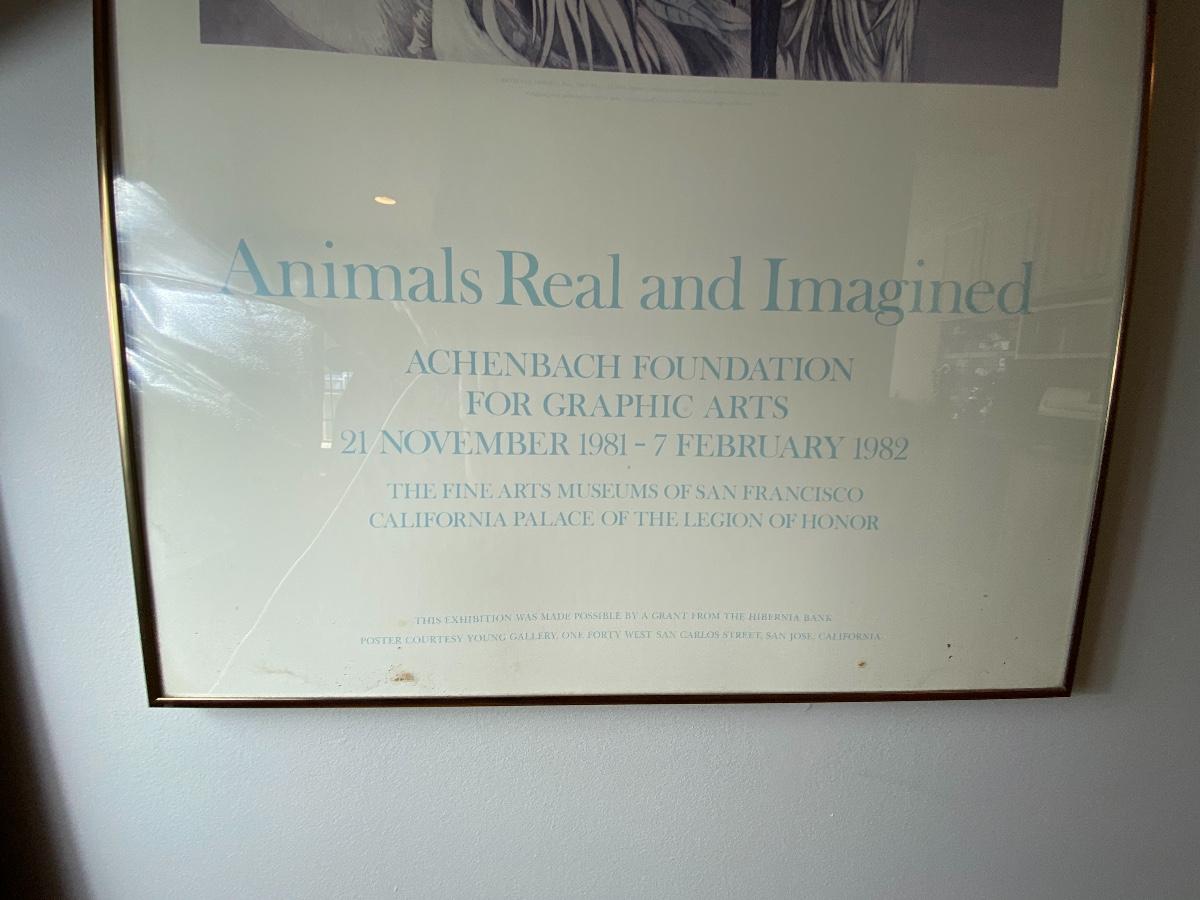 Animals Real and Imagined
ACHENBACH FOUNDATION
FOR GRAPHIC ARTS
21 NOVEMBER 1981 – 7 FEBRUARY 1982
THE FINE ARTS MUSEUMS OF SAN FRANCISCO
CALIFORNIA PALACE OF THE LEGION OF HONOR
THIS EXHIBITION WAS MADE POSSIBLE BY A GRANT FROM THE HIBERNIA BANK
POSTER COURTESY YOUNG GALLERY, ONE FORTY WEST SAN CARLOS STREET, SAN JOSE, CALIFORNIA